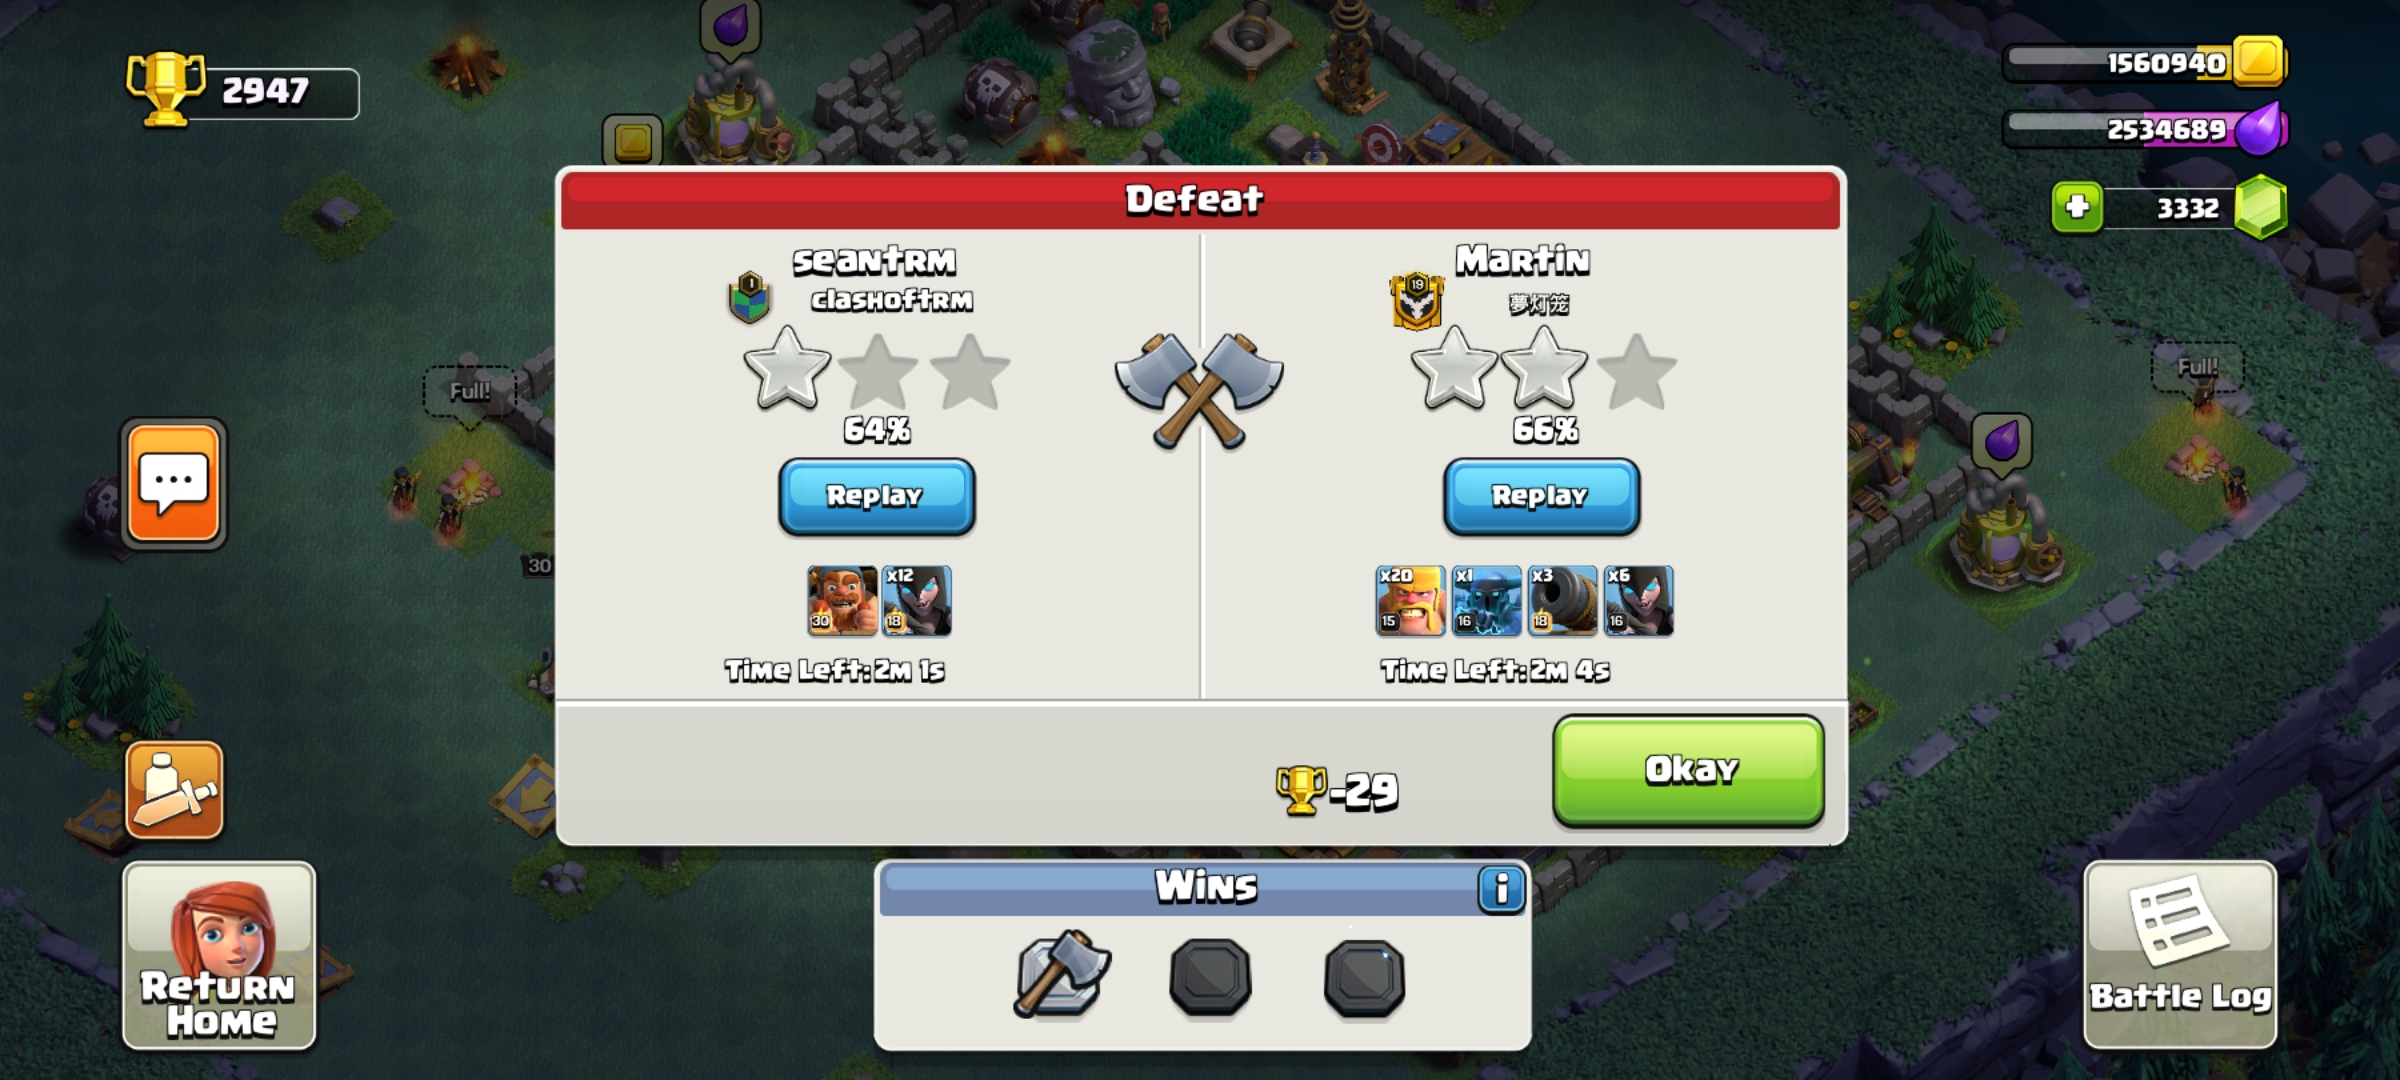 2947
1560940
2534689
3332
Defeat
seantrm
1
clashoftrm
64%
Replay
30
x12
18
Time Left:2m 1s
Martin
19
夢灯笼
66%
Replay
x20
15
x1
16
x3
18
x6
16
Time Left:2m 4s
-29
Okay
Full!
Full!
30
Wins
i
Return
Home
Battle Log